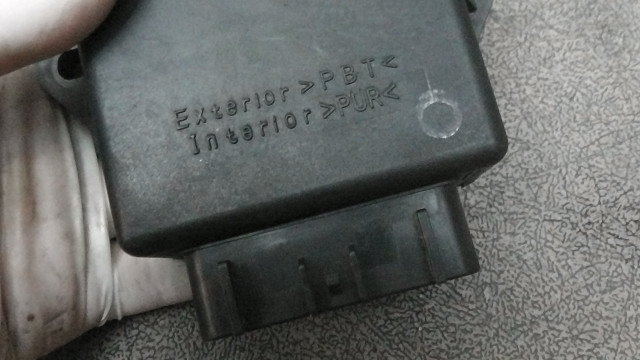 Exterior >PBT<
Interior >PUR<